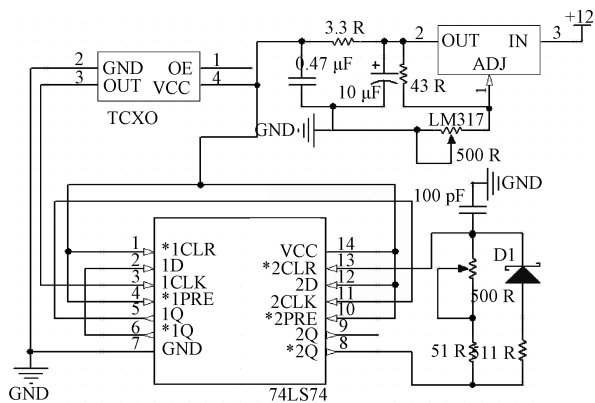 +12
3.3 R
2 OUT IN 3
ADJ
1
0.47 μF
+
10 μF
43 R
LM317
500 R
GND
2 GND OE 1
3 OUT VCC 4
TCXO
100 pF
GND
1 *1CLR VCC 14
2 1D *2CLR 13
3 1CLK 2D 12
4 *1PRE 2CLK 11
5 1Q *2PRE 10
6 *1Q 2Q 9
7 GND *2Q 8
74LS74
GND
D1
500 R
51 R
511 R